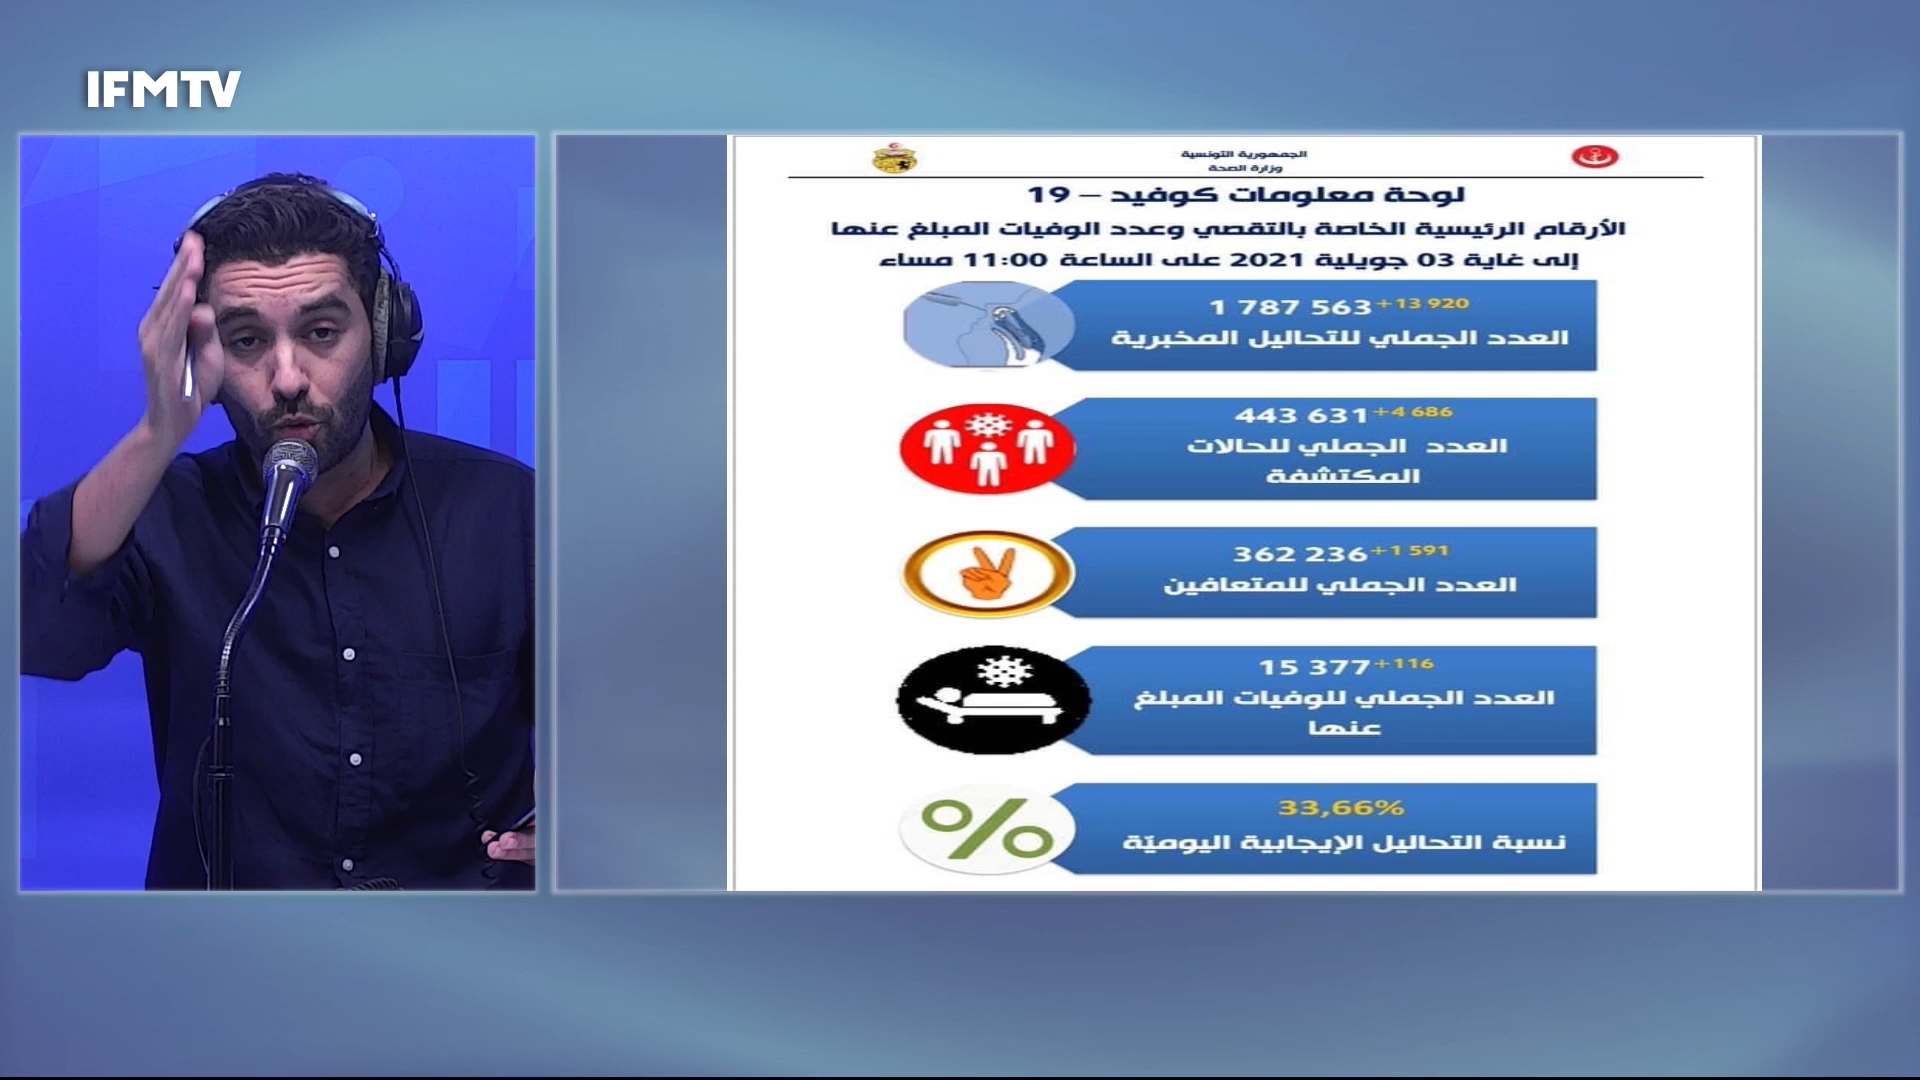 IFMTV
الجمهورية التونسية
وزارة الصحة
لوحة معلومات كوفيد – 19
الأرقام الرئيسية الخاصة بالتقصي وعدد الوفيات المبلغ عنها
إلى غاية 03 جويلية 2021 على الساعة 11:00 مساء
1 787 563 +13 920
العدد الجملي للتحاليل المخبرية
443 631 +4 686
العدد الجملي للحالات
المكتشفة
362 236 +1 591
العدد الجملي للمتعافين
15 377 +116
العدد الجملي للوفيات المبلغ
عنها
33,66%
نسبة التحاليل الإيجابية اليوميّة